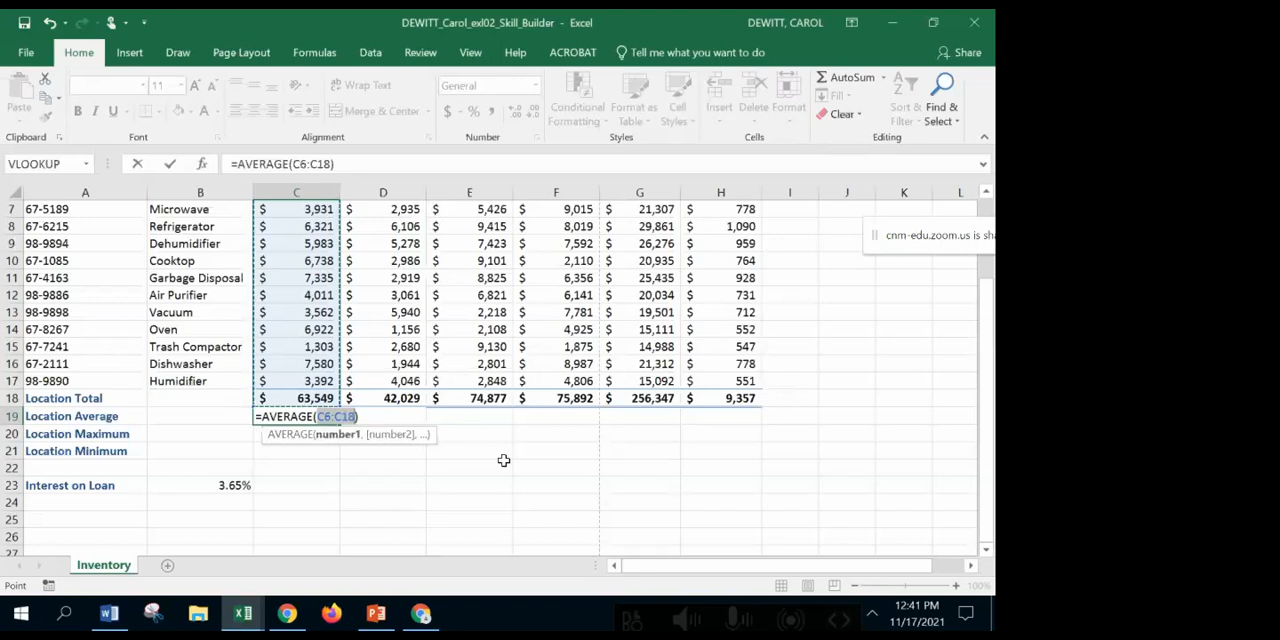 DEWITT_Carol_exl02_Skill_Builder - Excel DEWITT, CAROL
File Home Insert Draw Page Layout Formulas Data Review View Help ACROBAT Tell me what you want to do Share
11 A A Wrap Text General AutoSum
Paste Fill
B I U A Merge & Center $ % , Conditional Formatting Format as Table Cell Styles Insert Delete Format Clear Sort & Filter Find & Select
Clipboard Font Alignment Number Styles Cells Editing
VLOOKUP fx =AVERAGE(C6:C18)
A B C D E F G H I J K L
7 67-5189 Microwave $ 3,931 $ 2,935 $ 5,426 $ 9,015 $ 21,307 $ 778
8 67-6215 Refrigerator $ 6,321 $ 6,106 $ 9,415 $ 8,019 $ 29,861 $ 1,090
9 98-9894 Dehumidifier $ 5,983 $ 5,278 $ 7,423 $ 7,592 $ 26,276 $ 959
cnm-edu.zoom.us is sha
10 67-1085 Cooktop $ 6,738 $ 2,986 $ 9,101 $ 2,110 $ 20,935 $ 764
11 67-4163 Garbage Disposal $ 7,335 $ 2,919 $ 8,825 $ 6,356 $ 25,435 $ 928
12 98-9886 Air Purifier $ 4,011 $ 3,061 $ 6,821 $ 6,141 $ 20,034 $ 731
13 98-9898 Vacuum $ 3,562 $ 5,940 $ 2,218 $ 7,781 $ 19,501 $ 712
14 67-8267 Oven $ 6,922 $ 1,156 $ 2,108 $ 4,925 $ 15,111 $ 552
15 67-7241 Trash Compactor $ 1,303 $ 2,680 $ 9,130 $ 1,875 $ 14,988 $ 547
16 67-2111 Dishwasher $ 7,580 $ 1,944 $ 2,801 $ 8,987 $ 21,312 $ 778
17 98-9890 Humidifier $ 3,392 $ 4,046 $ 2,848 $ 4,806 $ 15,092 $ 551
18 Location Total $ 63,549 $ 42,029 $ 74,877 $ 75,892 $ 256,347 $ 9,357
19 Location Average =AVERAGE(C6:C18)
20 Location Maximum AVERAGE(number1, [number2], ...)
21 Location Minimum
22
23 Interest on Loan 3.65%
24
25
26
27
Inventory
Point 100%
12:41 PM
11/17/2021